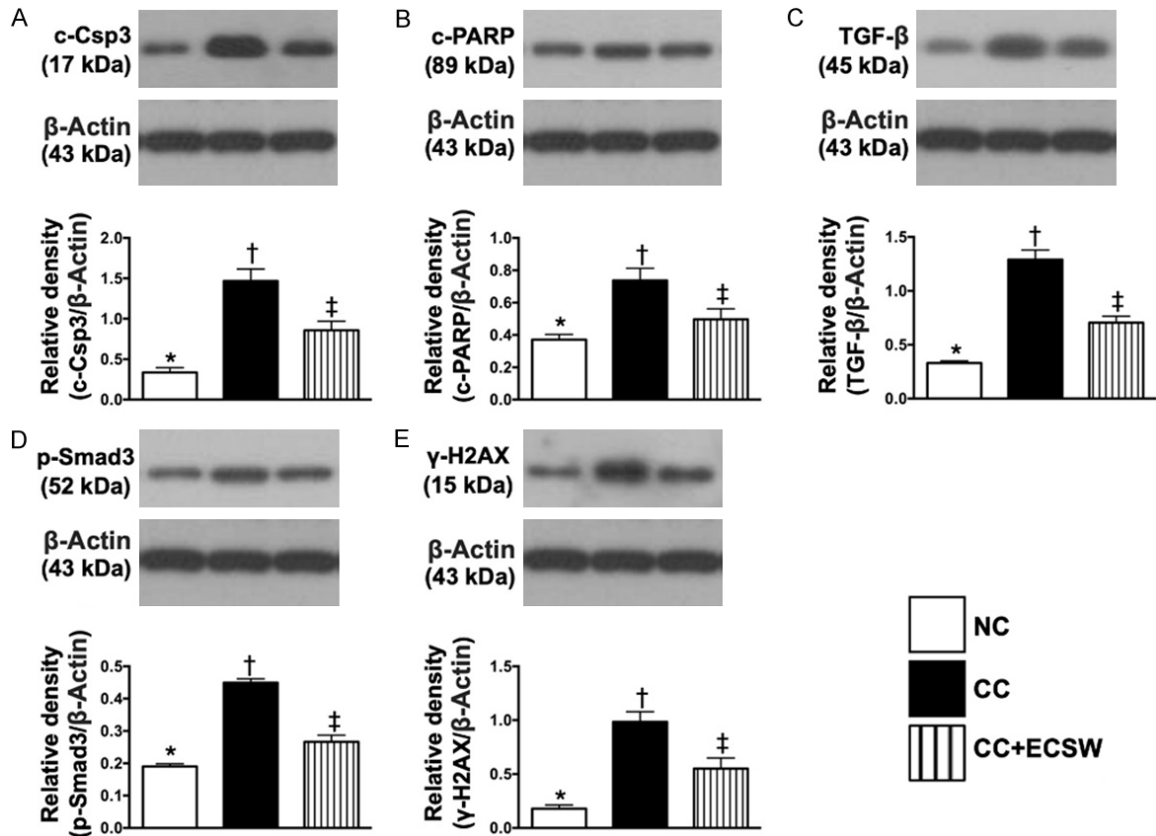 A
c-Csp3
(17 kDa)
β-Actin
(43 kDa)
Relative density
(c-Csp3/β-Actin)
2.0
1.5
1.0
0.5
0.0
*
†
‡
B
c-PARP
(89 kDa)
β-Actin
(43 kDa)
Relative density
(c-PARP/β-Actin)
1.0
0.8
0.6
0.4
0.2
0.0
*
†
‡
C
TGF-β
(45 kDa)
β-Actin
(43 kDa)
Relative density
(TGF-β/β-Actin)
1.5
1.0
0.5
0.0
*
†
‡
D
p-Smad3
(52 kDa)
β-Actin
(43 kDa)
Relative density
(p-Smad3/β-Actin)
0.5
0.4
0.3
0.2
0.1
0.0
*
†
‡
E
γ-H2AX
(15 kDa)
β-Actin
(43 kDa)
Relative density
(γ-H2AX/β-Actin)
1.5
1.0
0.5
0.0
*
†
‡
NC
CC
CC+ECSW